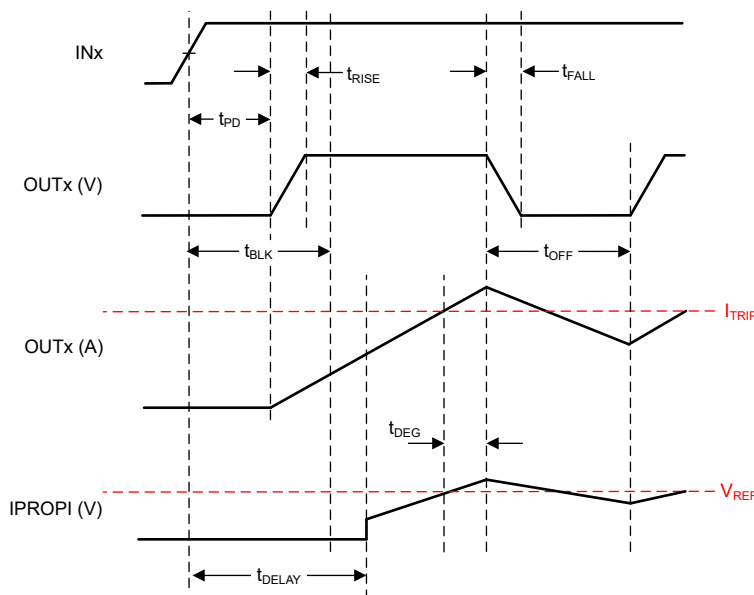 INx
tRISE
tFALL
tPD
OUTx (V)
tBLK
tOFF
ITRIP
OUTx (A)
tDEG
VREF
IPROPI (V)
tDELAY